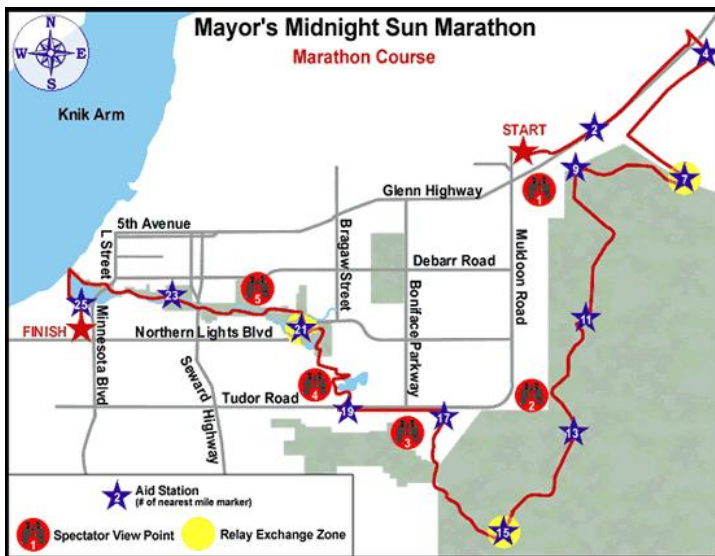 Mayor's Midnight Sun Marathon
Marathon Course
N
W E
S
Knik Arm
START
4
2
9
7
1
Glenn Highway
5th Avenue
L Street
Bragaw Street
Debarr Road
Muldoon Road
Boniface Parkway
5
23
25
21
11
FINISH
Minnesota Blvd
Northern Lights Blvd
Seward Highway
4
2
Tudor Road
19
17
3
13
15
2
Aid Station
(# of nearest mile marker)
1
Spectator View Point
Relay Exchange Zone